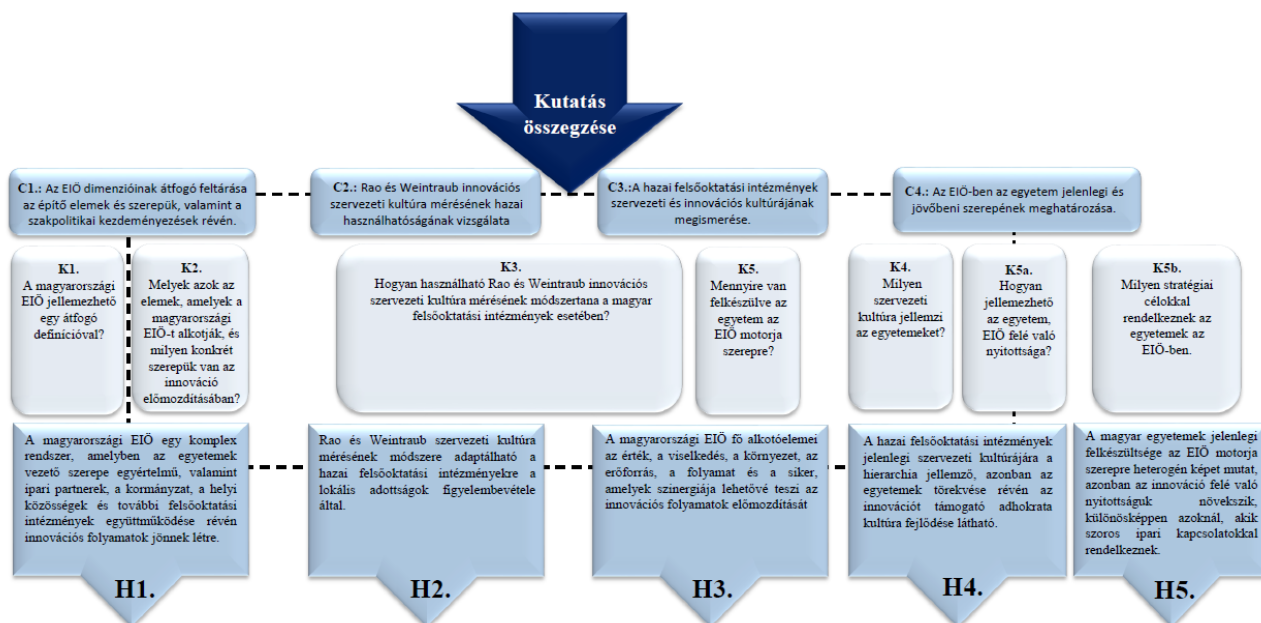 Kutatás
összegzése
C1.: Az EIÖ dimenzióinak átfogó feltárása
az építő elemek és szerepük, valamint a
szakpolitikai kezdeményezések révén.
C2.: Rao és Weintraub innovációs
szervezeti kultúra mérésének hazai
használhatóságának vizsgálata
C3.:A hazai felsőoktatási intézmények
szervezeti és innovációs kultúrájának
megismerése.
C4.: Az EIÖ-ben az egyetem jelenlegi és
jövőbeni szerepének meghatározása.
K1.
A magyarországi
EIÖ jellemezhető
egy átfogó
definícióval?
K2.
Melyek azok az
elemek, amelyek a
magyarországi
EIÖ-t alkotják, és
milyen konkrét
szerepük van az
innováció
előmozdításában?
K3.
Hogyan használható Rao és Weintraub innovációs
szervezeti kultúra mérésének módszertana a magyar
felsőoktatási intézmények esetében?
K5.
Mennyire van
felkészülve az
egyetem az
EIÖ motorja
szerepre?
K4.
Milyen
szervezeti
kultúra jellemzi
az egyetemeket?
K5a.
Hogyan
jellemezhető
az egyetem,
EIÖ felé való
nyitottsága?
K5b.
Milyen stratégiai
célokkal
rendelkeznek az
egyetemek az
EIÖ-ben.
A magyarországi EIÖ egy komplex
rendszer, amelyben az egyetemek
vezető szerepe egyértelmű, valamint
ipari partnerek, a kormányzat, a helyi
közösségek és további felsőoktatási
intézmények együttműködése révén
innovációs folyamatok jönnek létre.
H1.
Rao és Weintraub szervezeti kultúra
mérésének módszere adaptálható a
hazai felsőoktatási intézményekre a
lokális adottságok figyelembevétele
által.
H2.
A magyarországi EIÖ fő alkotóelemei
az érték, a viselkedés, a környezet, az
erőforrás, a folyamat és a siker,
amelyek szinergiája lehetővé teszi az
innovációs folyamatok előmozdítását
H3.
A hazai felsőoktatási intézmények
jelenlegi szervezeti kultúrájára a
hierarchia jellemző, azonban az
egyetemek törekvése révén az
innovációt támogató adhokrata
kultúra fejlődése látható.
H4.
A magyar egyetemek jelenlegi
felkészültsége az EIÖ motorja
szerepre heterogén képet mutat,
azonban az innováció felé való
nyitottságuk növekszik,
különösképpen azoknál, akik
szoros ipari kapcsolatokkal
rendelkeznek.
H5.